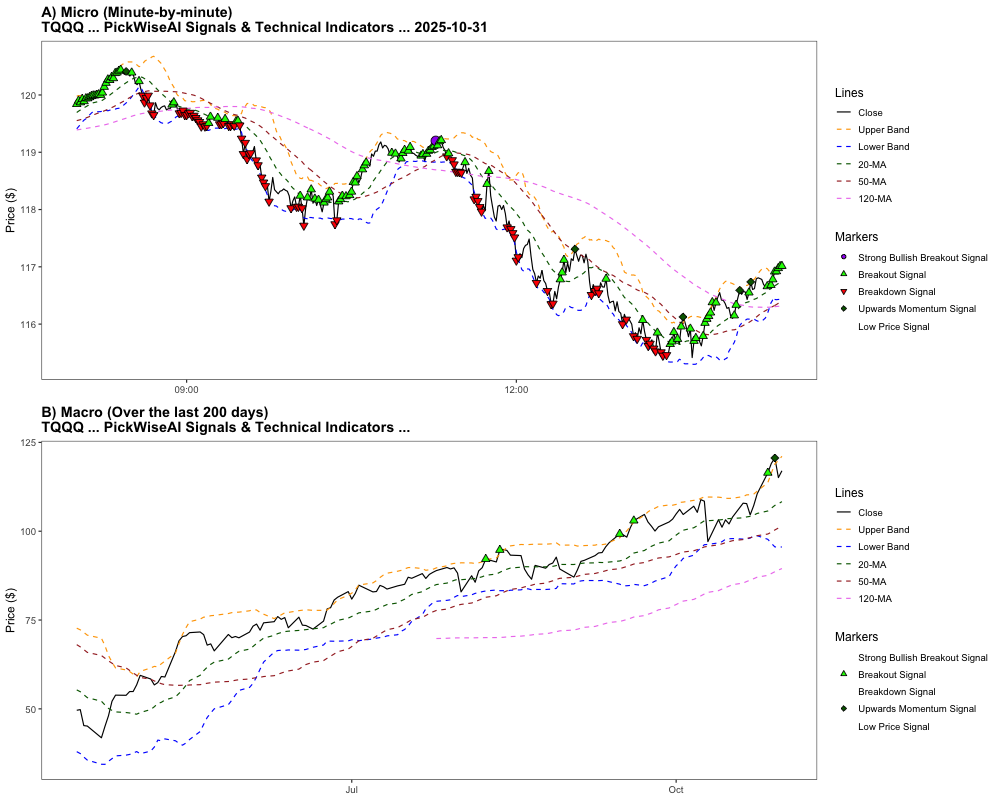 A) Micro (Minute-by-minute)
TQQQ ... PickWiseAI Signals & Technical Indicators ... 2025-10-31
Price ($)
120
119
118
117
116
09:00
12:00
Lines
Close
Upper Band
Lower Band
20-MA
50-MA
120-MA
Markers
Strong Bullish Breakout Signal
Breakout Signal
Breakdown Signal
Upwards Momentum Signal
Low Price Signal
B) Macro (Over the last 200 days)
TQQQ ... PickWiseAI Signals & Technical Indicators ...
Price ($)
125
100
75
50
Jul
Oct
Lines
Close
Upper Band
Lower Band
20-MA
50-MA
120-MA
Markers
Strong Bullish Breakout Signal
Breakout Signal
Breakdown Signal
Upwards Momentum Signal
Low Price Signal